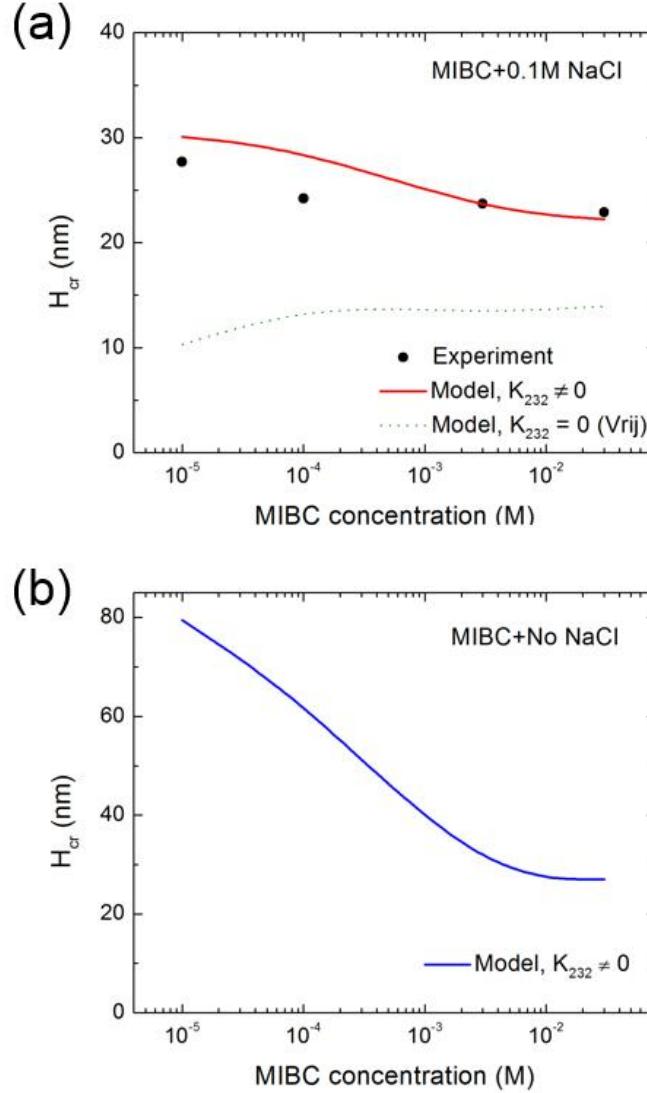 (a)
40
MIBC+0.1M NaCl
30
H_cr (nm)
20
10
Experiment
Model, K_232 ≠ 0
Model, K_232 = 0 (Vrij)
0
10^-5 10^-4 10^-3 10^-2
MIBC concentration (M)
(b)
80
MIBC+No NaCl
60
H_cr (nm)
40
20
Model, K_232 ≠ 0
0
10^-5 10^-4 10^-3 10^-2
MIBC concentration (M)